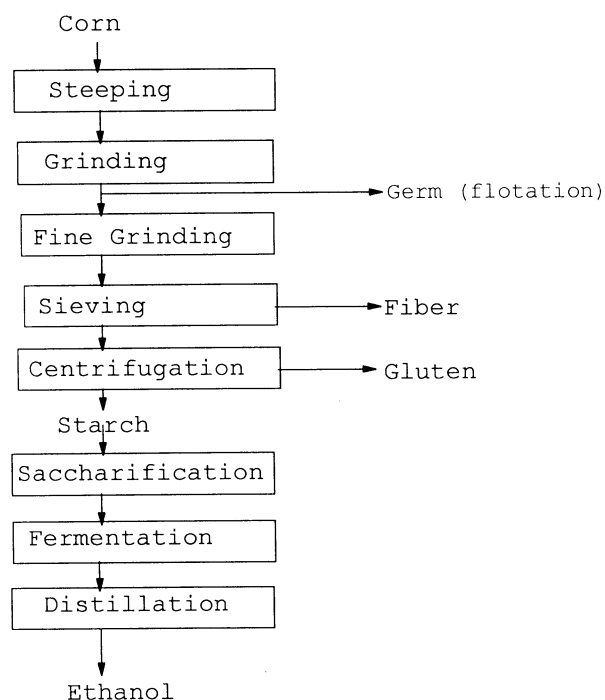 Corn
Steeping
Grinding
Germ (flotation)
Fine Grinding
Sieving
Fiber
Centrifugation
Gluten
Starch
Saccharification
Fermentation
Distillation
Ethanol